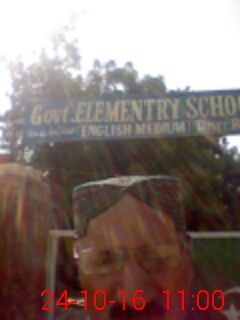 Govt. ELEMENTRY SCHO
ENGLISH MEDIUM
24-10-16 11:00